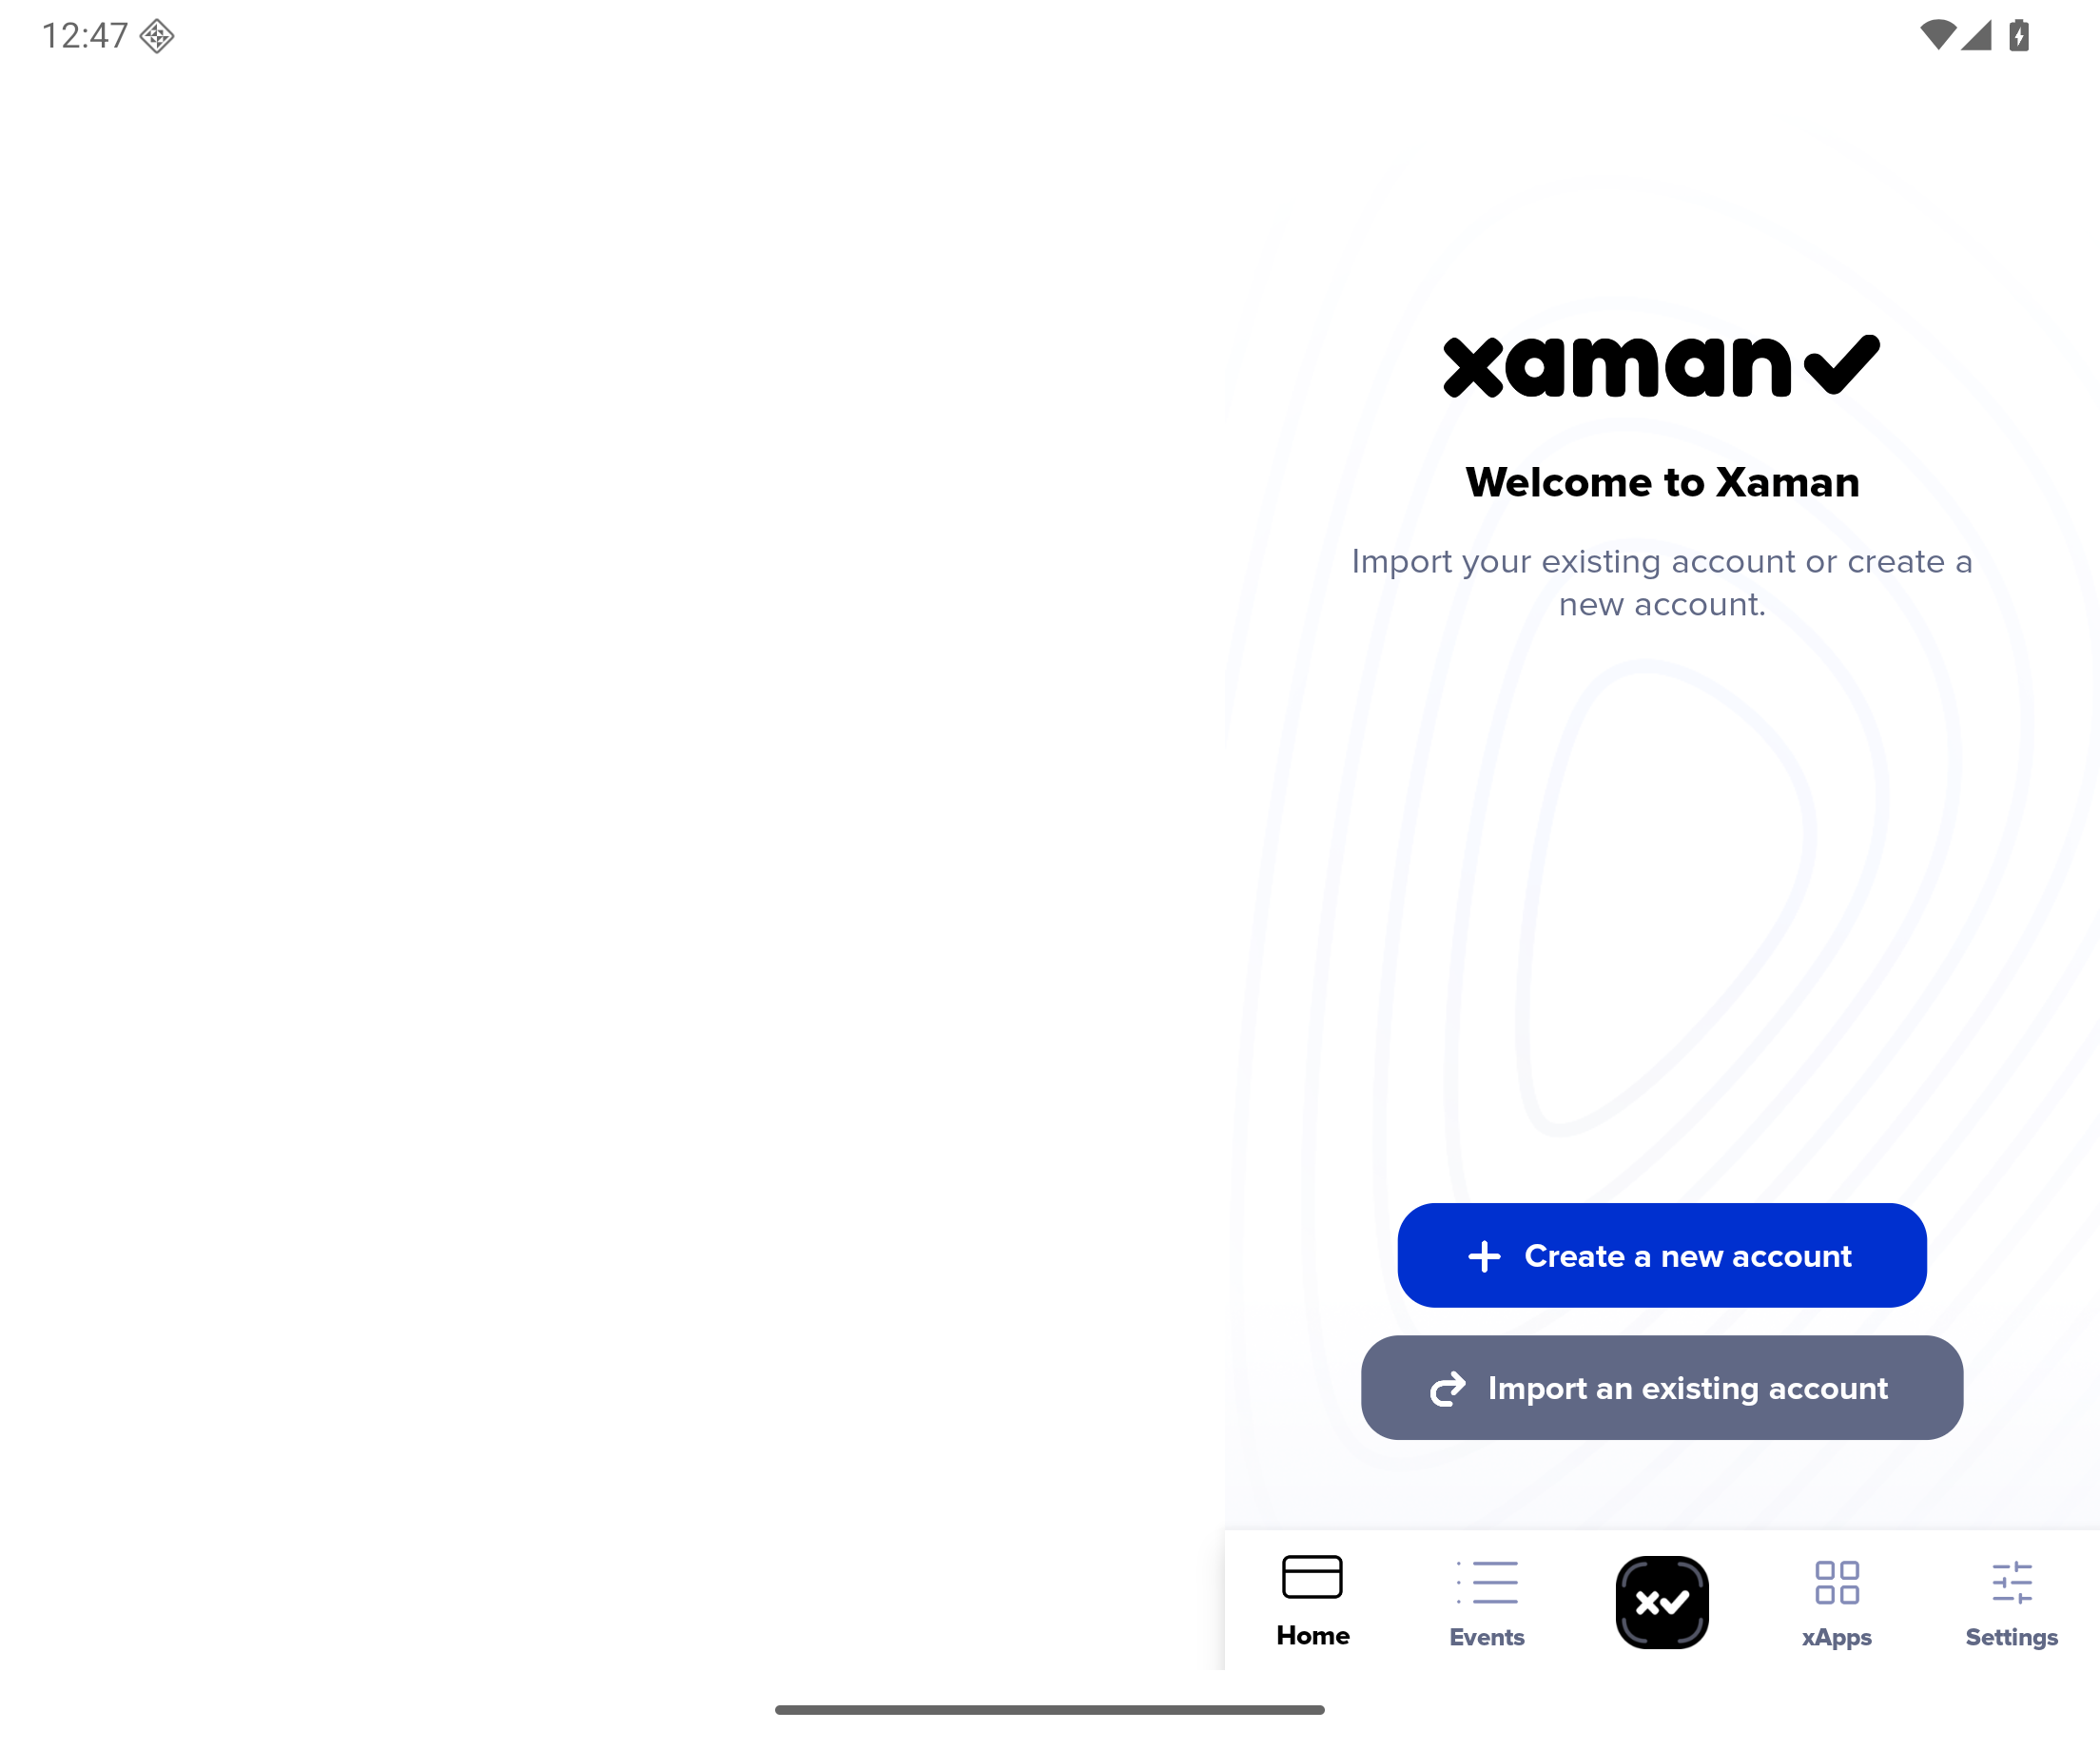 12:47
xaman
Welcome to Xaman
Import your existing account or create a
new account.
Create a new account
Import an existing account
Home
Events
xApps
Settings